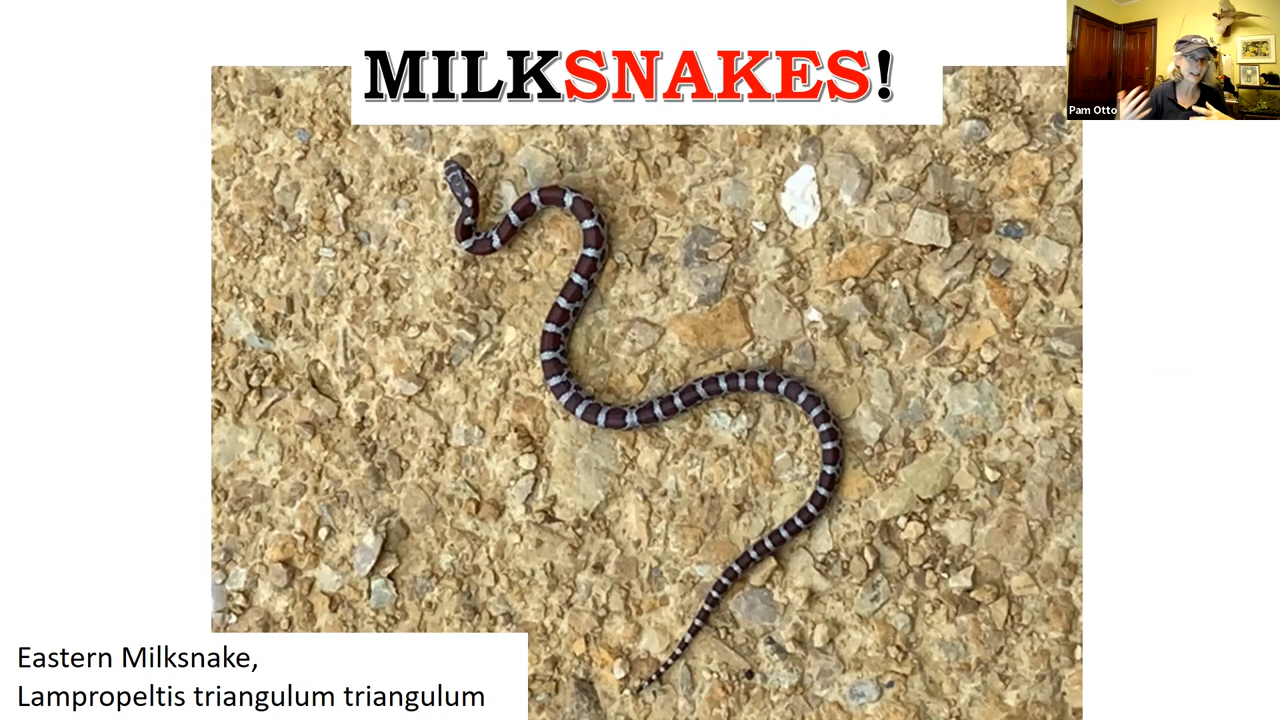 MILKSNAKES!
Pam Otto
Eastern Milksnake,
Lampropeltis triangulum triangulum